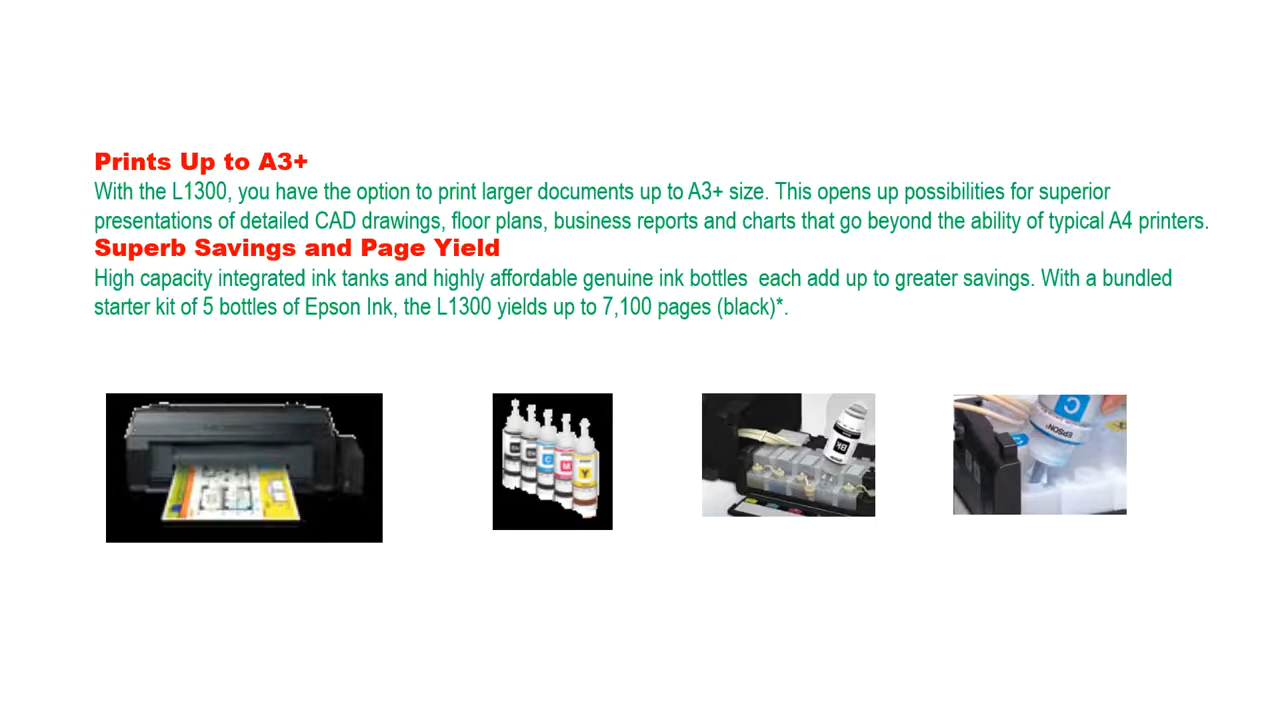 Prints Up to A3+
With the L1300, you have the option to print larger documents up to A3+ size. This opens up possibilities for superior
presentations of detailed CAD drawings, floor plans, business reports and charts that go beyond the ability of typical A4 printers.
Superb Savings and Page Yield
High capacity integrated ink tanks and highly affordable genuine ink bottles  each add up to greater savings. With a bundled
starter kit of 5 bottles of Epson Ink, the L1300 yields up to 7,100 pages (black)*.
C
M
Y
BK
C
EPSON